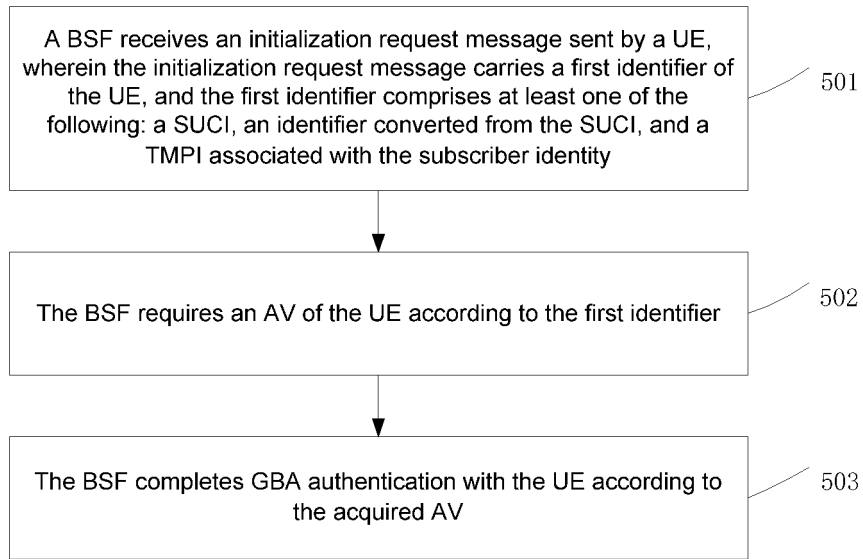 A BSF receives an initialization request message sent by a UE,
wherein the initialization request message carries a first identifier of
the UE, and the first identifier comprises at least one of the
following: a SUCI, an identifier converted from the SUCI, and a
TMPI associated with the subscriber identity
501
The BSF requires an AV of the UE according to the first identifier
502
The BSF completes GBA authentication with the UE according to
the acquired AV
503